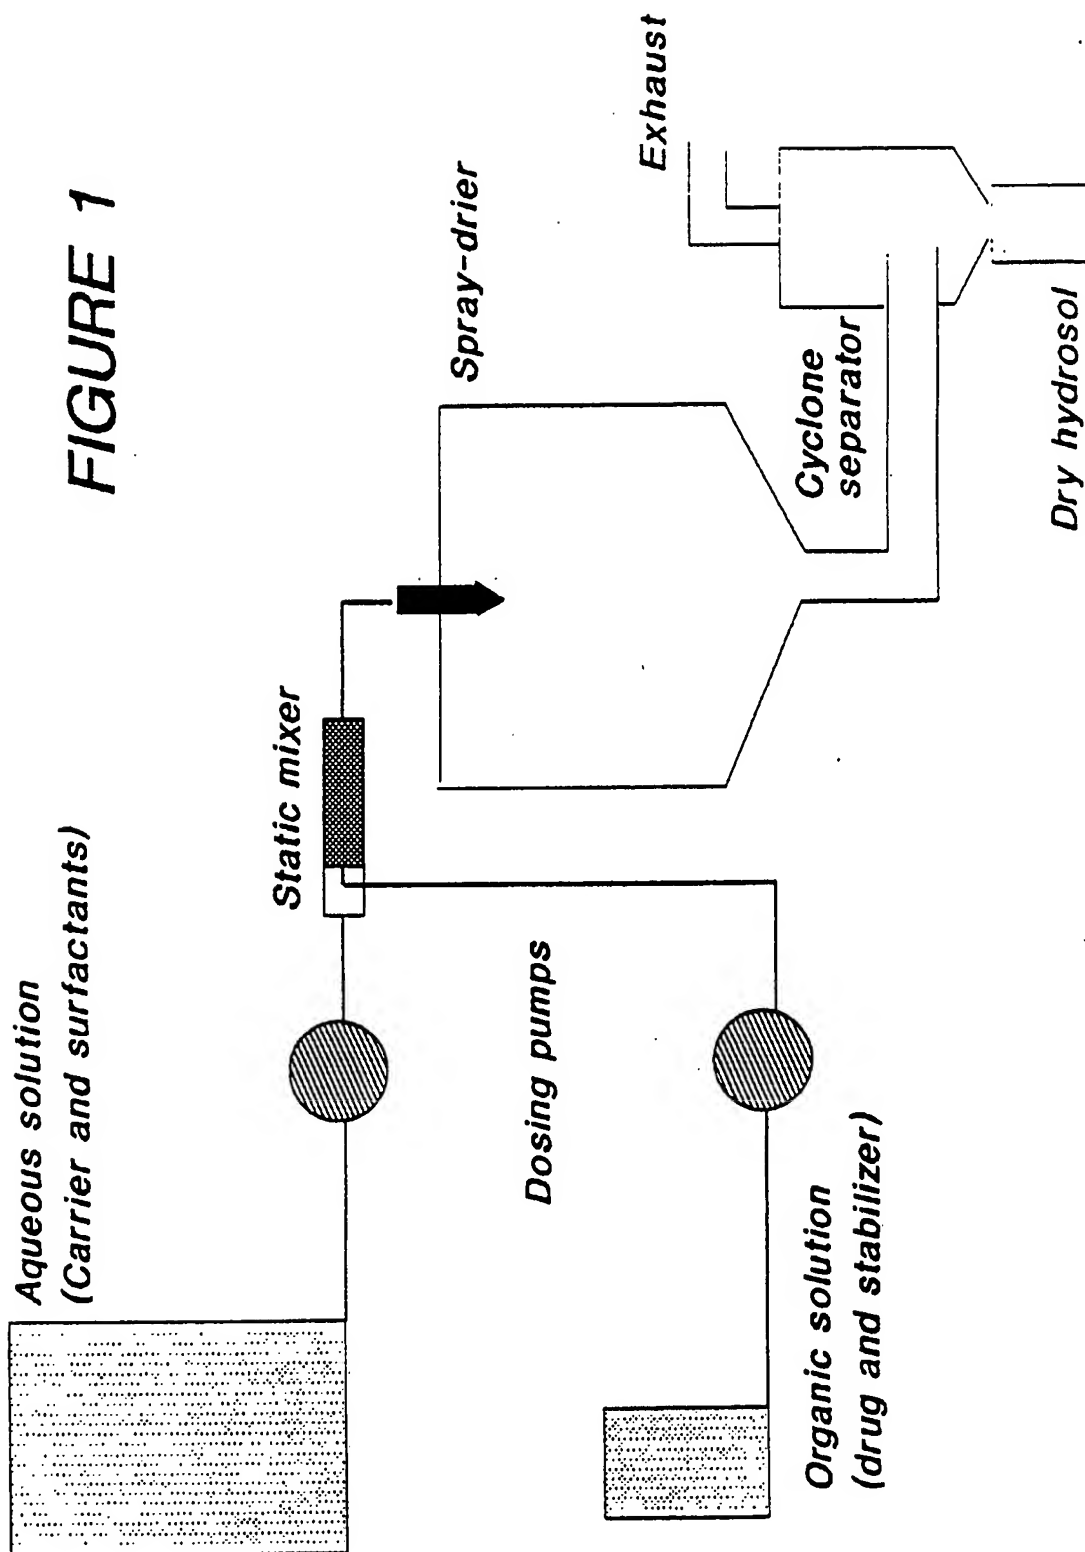 FIGURE 1
Aqueous solution
(Carrier and surfactants)
Static mixer
Spray-drier
Exhaust
Dosing pumps
Cyclone
separator
Organic solution
(drug and stabilizer)
Dry hydrosol